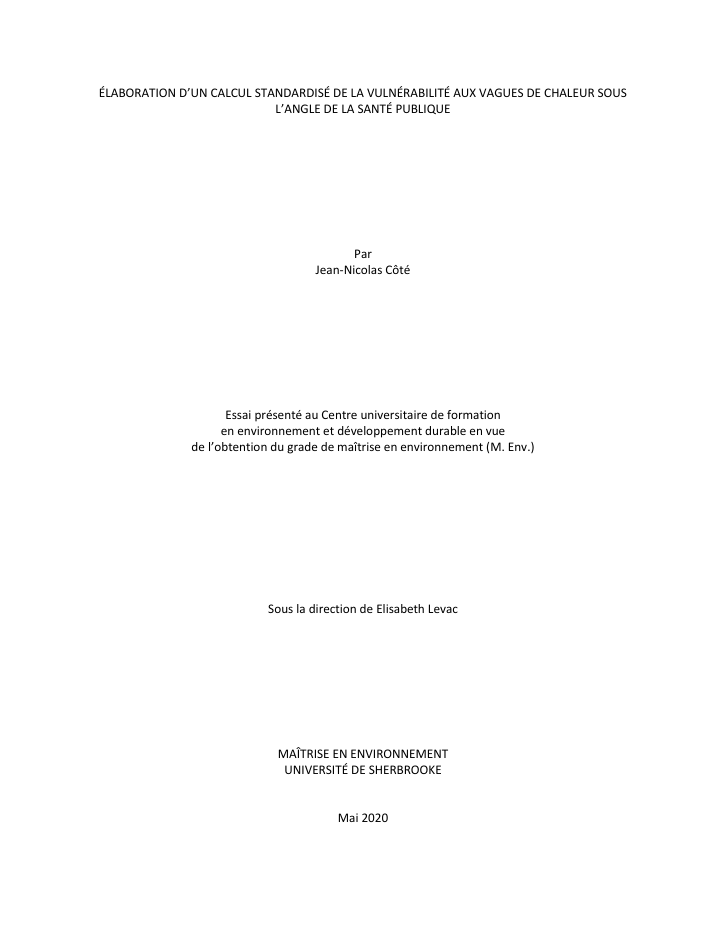 ÉLABORATION D’UN CALCUL STANDARDISÉ DE LA VULNÉRABILITÉ AUX VAGUES DE CHALEUR SOUS
L’ANGLE DE LA SANTÉ PUBLIQUE
Par
Jean-Nicolas Côté
Essai présenté au Centre universitaire de formation
en environnement et développement durable en vue
de l’obtention du grade de maîtrise en environnement (M. Env.)
Sous la direction de Elisabeth Levac
MAÎTRISE EN ENVIRONNEMENT
UNIVERSITÉ DE SHERBROOKE
Mai 2020